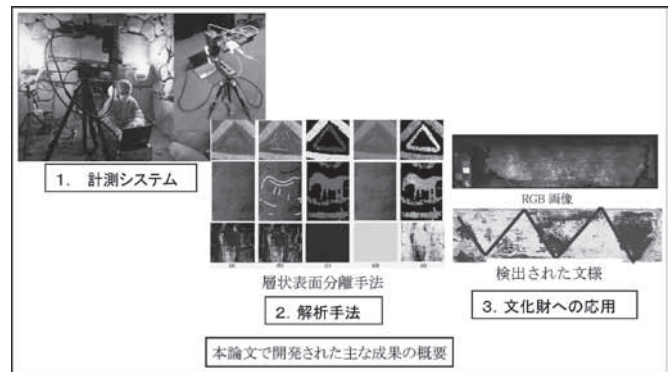 1. 計測システム
層状表面分離手法
2. 解析手法
RGB 画像
検出された文様
3. 文化財への応用
本論文で開発された主な成果の概要